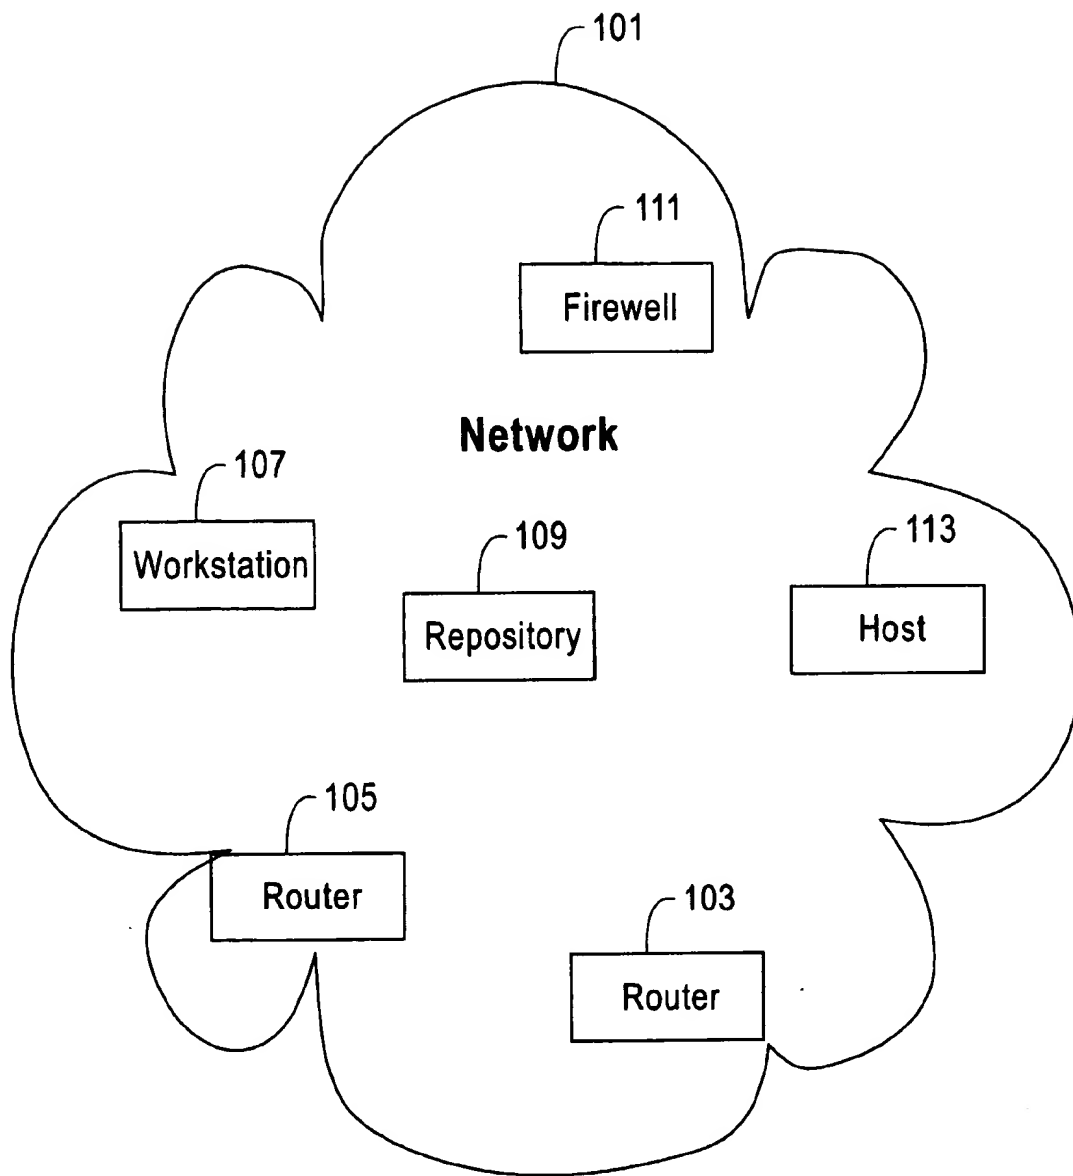 101
111
Firewell
Network
107
Workstation
109
Repository
113
Host
105
Router
103
Router